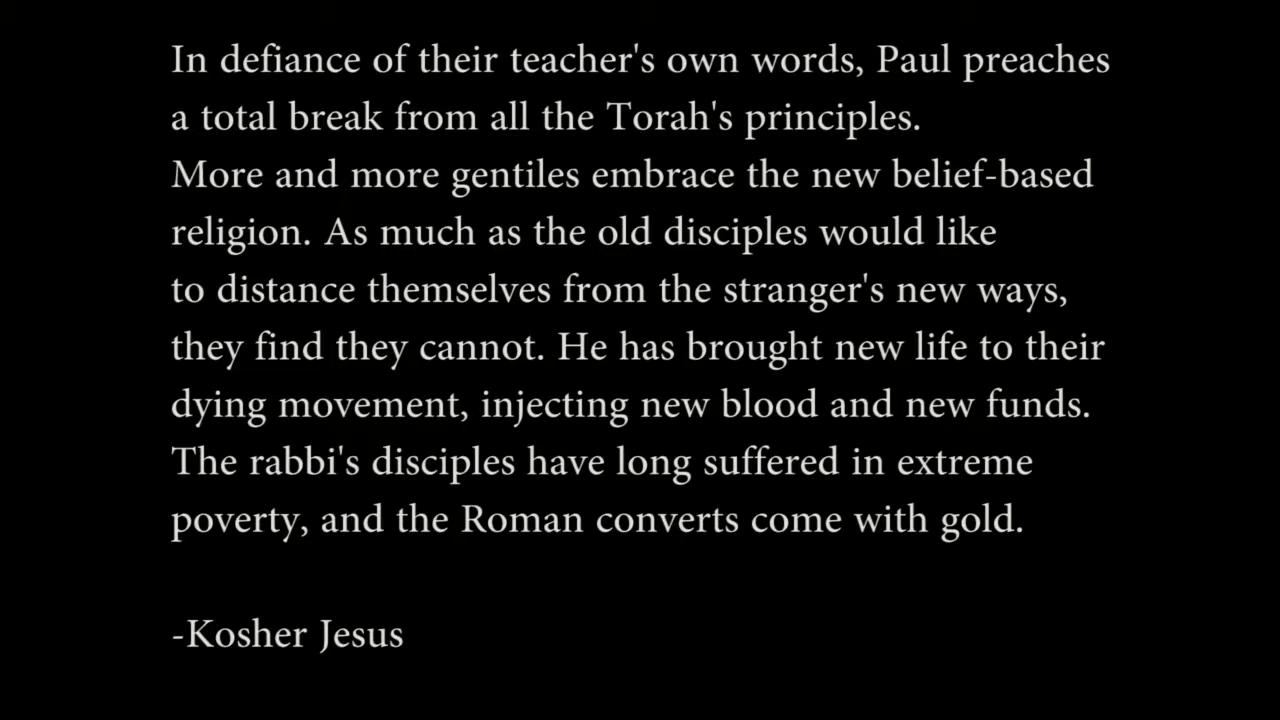 In defiance of their teacher's own words, Paul preaches
a total break from all the Torah's principles.
More and more gentiles embrace the new belief-based
religion. As much as the old disciples would like
to distance themselves from the stranger's new ways,
they find they cannot. He has brought new life to their
dying movement, injecting new blood and new funds.
The rabbi's disciples have long suffered in extreme
poverty, and the Roman converts come with gold.
-Kosher Jesus